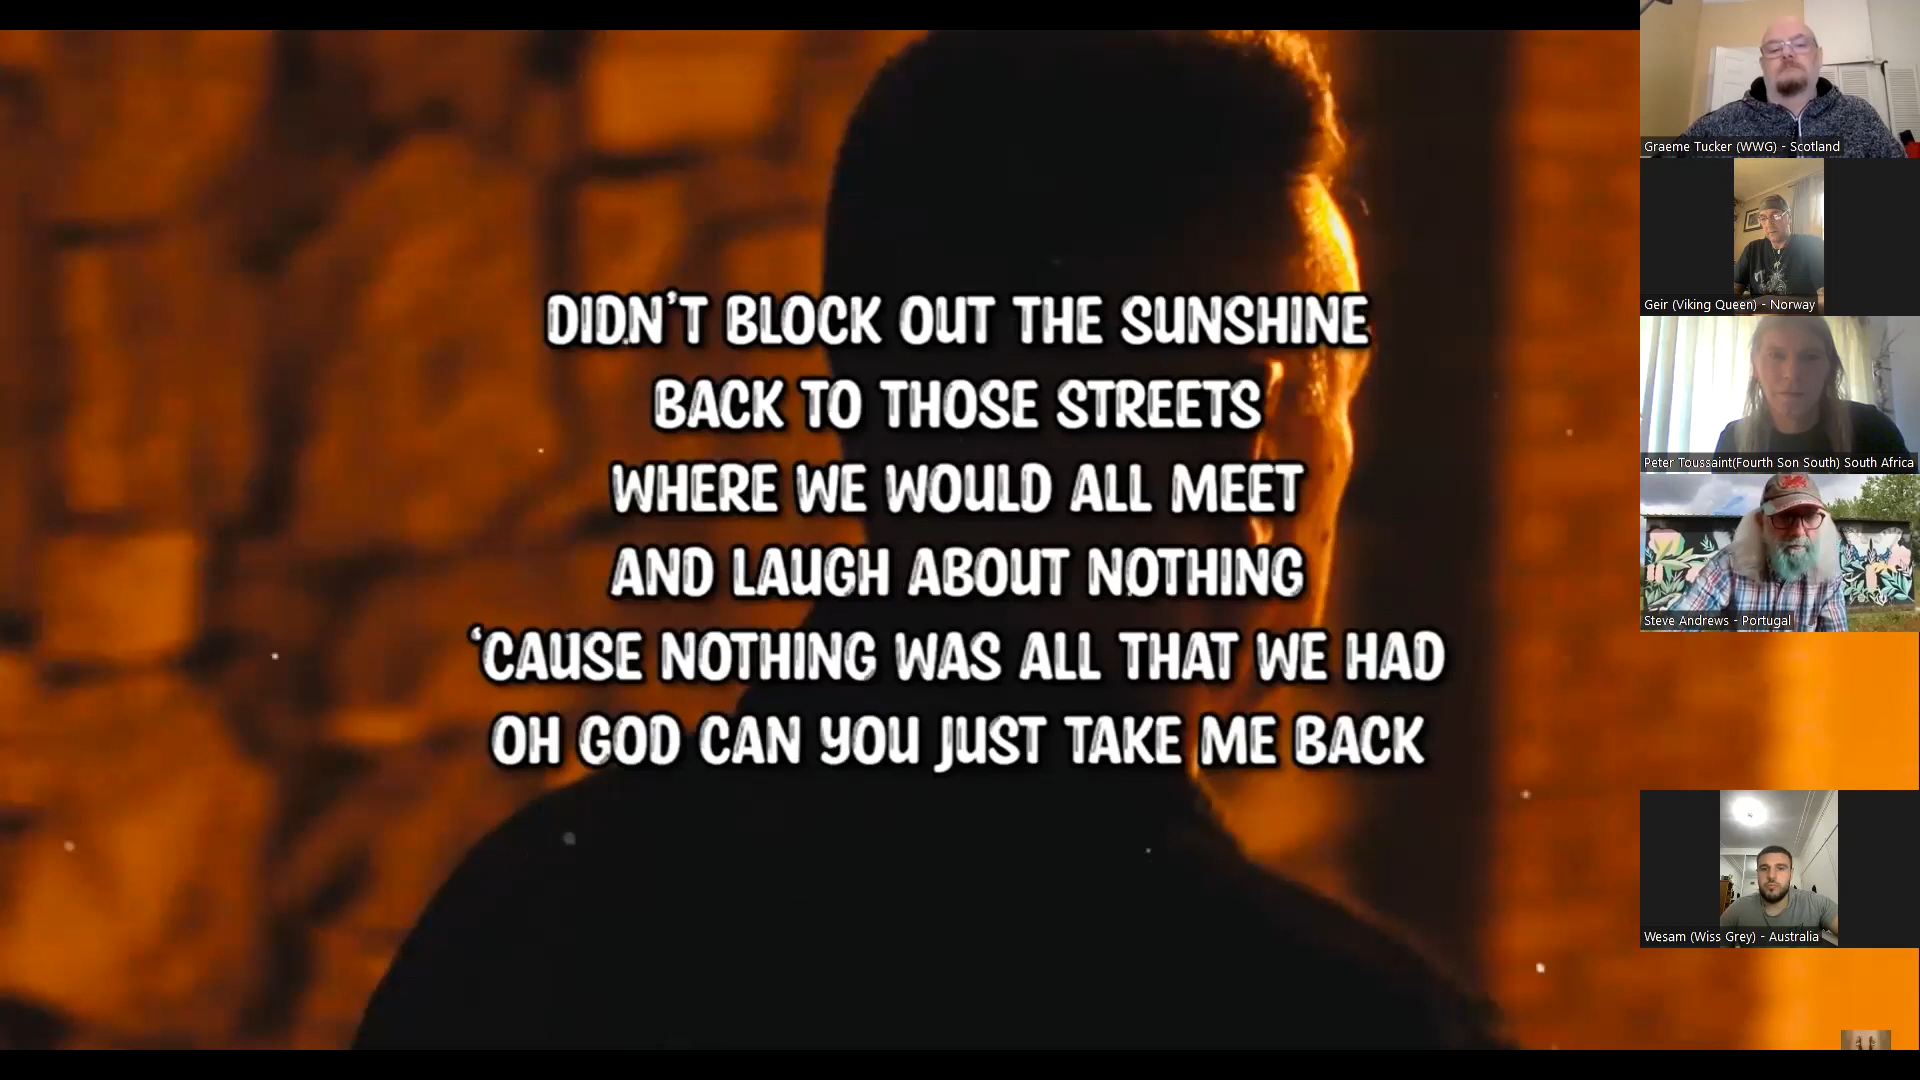 DIDN'T BLOCK OUT THE SUNSHINE
BACK TO THOSE STREETS
WHERE WE WOULD ALL MEET
AND LAUGH ABOUT NOTHING
'CAUSE NOTHING WAS ALL THAT WE HAD
OH GOD CAN YOU JUST TAKE ME BACK
Graeme Tucker (WWG) - Scotland
Geir (Viking Queen) - Norway
Peter Toussaint(Fourth Son South) South Africa
Steve Andrews - Portugal
Wesam (Wiss Grey) - Australia